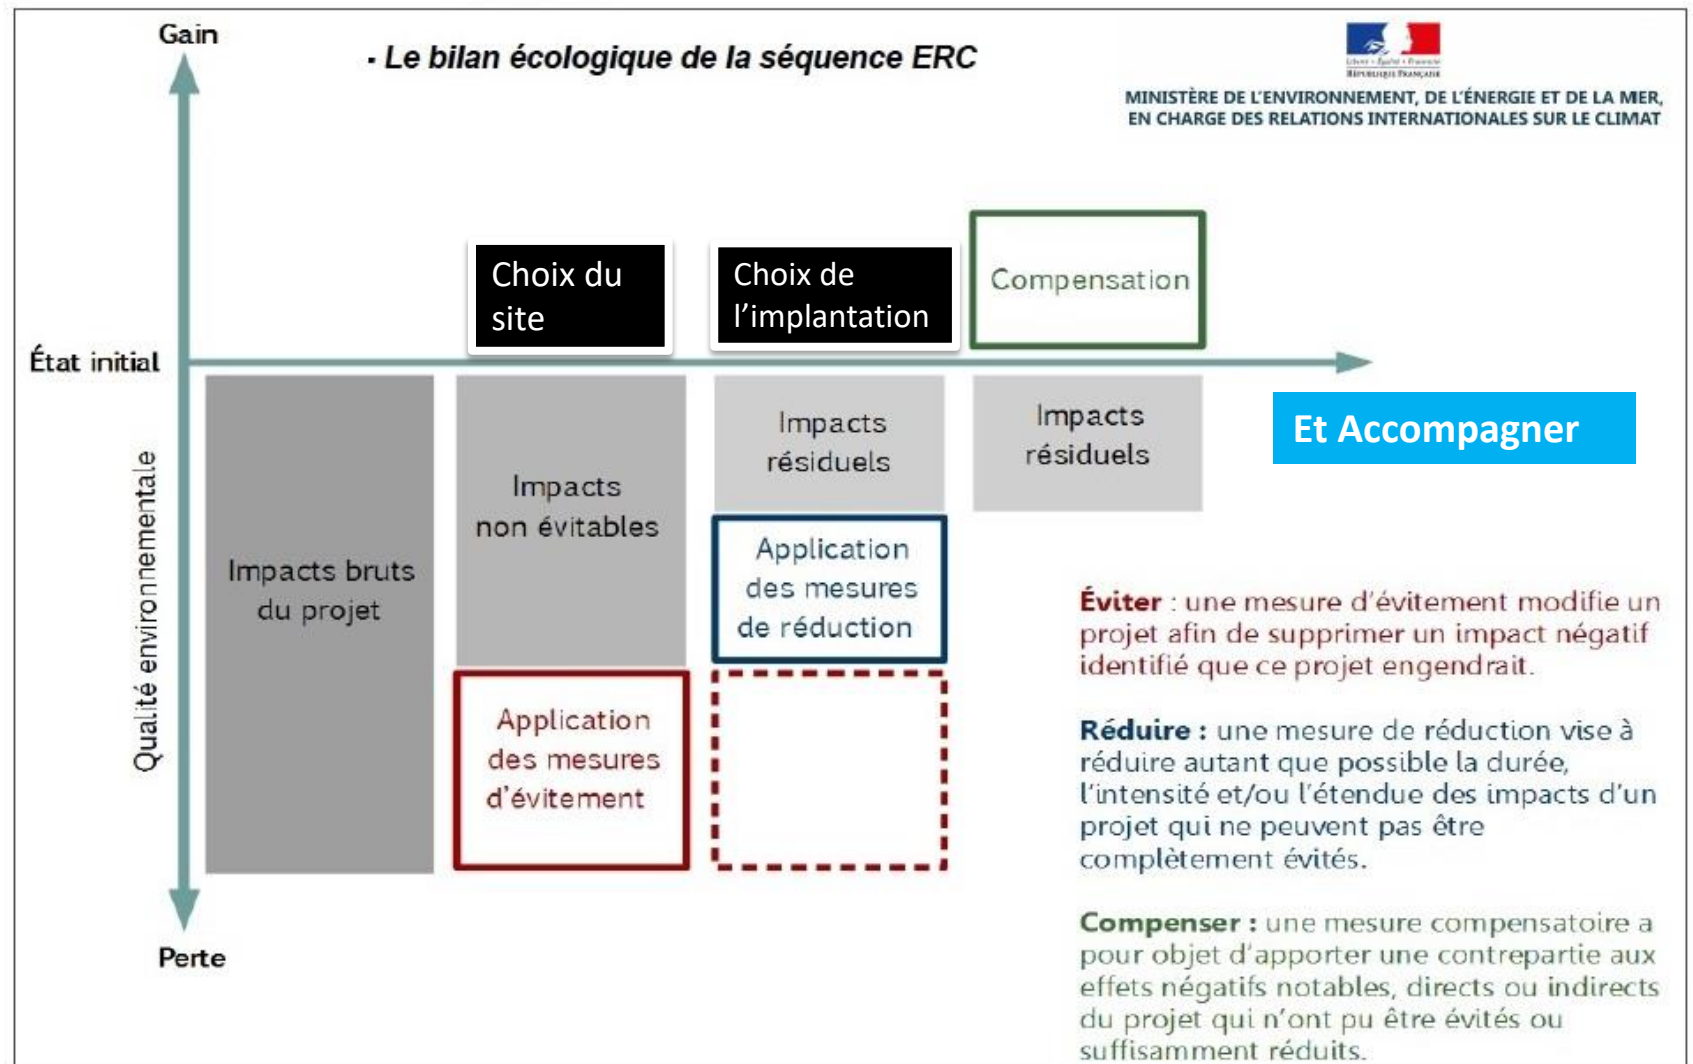 Gain
- Le bilan écologique de la séquence ERC
RÉPUBLIQUE FRANÇAISE
MINISTÈRE DE L'ENVIRONNEMENT, DE L'ÉNERGIE ET DE LA MER,
EN CHARGE DES RELATIONS INTERNATIONALES SUR LE CLIMAT
Choix du
site
Choix de
l'implantation
Compensation
État initial
Qualité environnementale
Impacts bruts
du projet
Impacts
non évitables
Application
des mesures
d'évitement
Impacts
résiduels
Application
des mesures
de réduction
Impacts
résiduels
Et Accompagner
Éviter : une mesure d'évitement modifie un
projet afin de supprimer un impact négatif
identifié que ce projet engendrait.
Réduire : une mesure de réduction vise à
réduire autant que possible la durée,
l'intensité et/ou l'étendue des impacts d'un
projet qui ne peuvent pas être
complètement évités.
Compenser : une mesure compensatoire a
pour objet d'apporter une contrepartie aux
effets négatifs notables, directs ou indirects
du projet qui n'ont pu être évités ou
suffisamment réduits.
Perte